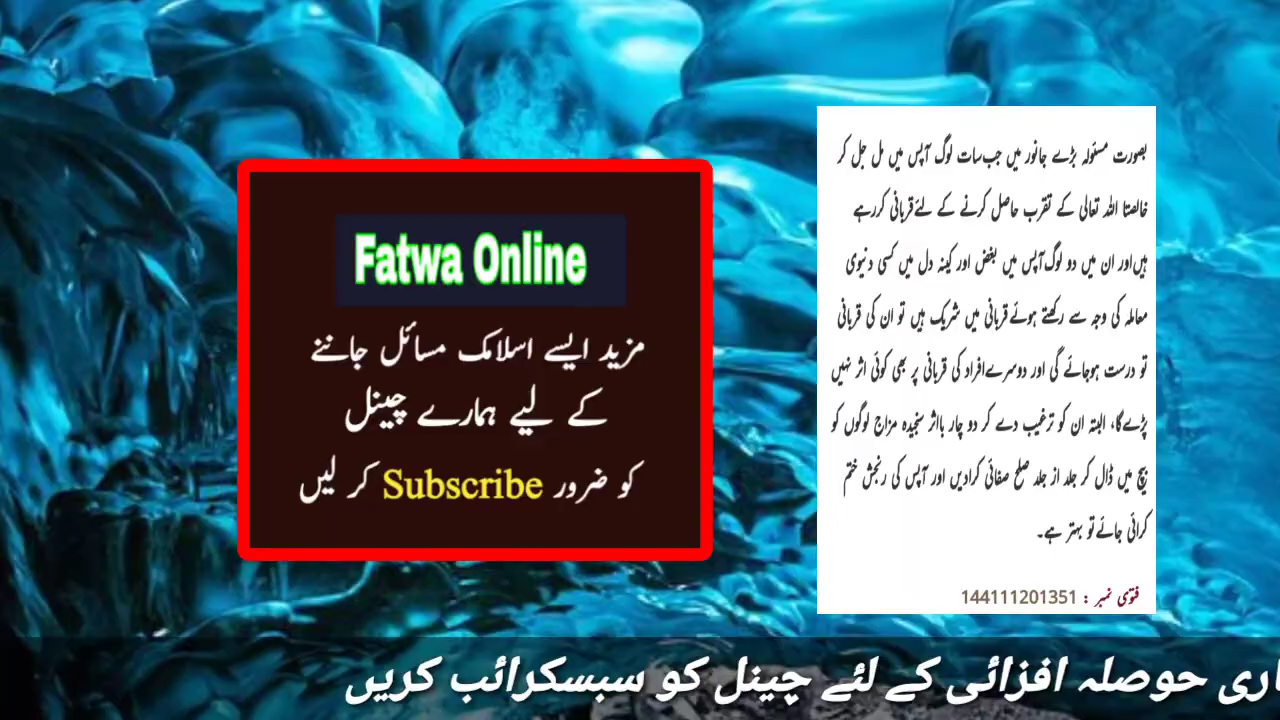 Fatwa Online
مزید ایسے اسلامک مسائل جاننے
کے لیے ہمارے چینل
کو ضرور Subscribe کر لیں
بصورت مسئولہ بڑے جانور میں جب سات لوگ آپس میں مل جل کر
خالصتا اللہ تعالی کے تقرب حاصل کرنے کے لئے قربانی کررہے
ہیں اور ان میں دو لوگ آپس میں بغض اور کینہ دل میں کسی دنیوی
معاملہ کی وجہ سے رکھتے ہوئے قربانی میں شریک ہیں تو ان کی قربانی
تو درست ہوجائے گی اور دوسرے افراد کی قربانی پر بھی کوئی اثر نہیں
پڑے گا، البتہ ان کو ترغیب دے کر دو چار بااثر سنجیدہ مزاج لوگوں کو
بیچ میں ڈال کر جلد از جلد صلح صفائی کرادیں اور آپس کی رنجش ختم
کرائی جائے تو بہتر ہے۔
فتوی نمبر : 144111201351
حوصلہ افزائی کے لئے چینل کو سبسکرائب کریں